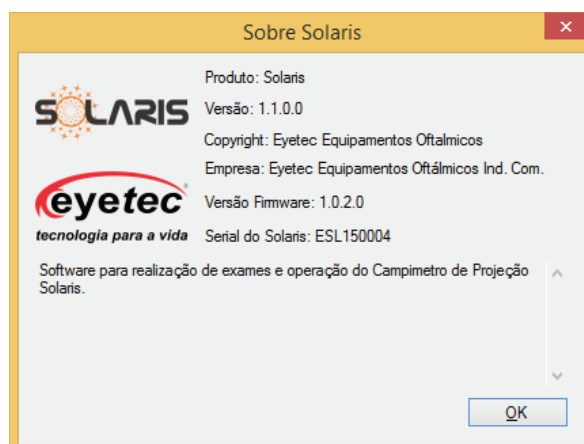 Sobre Solaris
SOLARIS
Produto: Solaris
Versão: 1.1.0.0
Copyright: Eyetec Equipamentos Oftalmicos
Empresa: Eyetec Equipamentos Oftálmicos Ind. Com.
eyetec
Versão Firmware: 1.0.2.0
tecnologia para a vida
Serial do Solaris: ESL150004
Software para realização de exames e operação do Campimetro de Projeção
Solaris.
OK